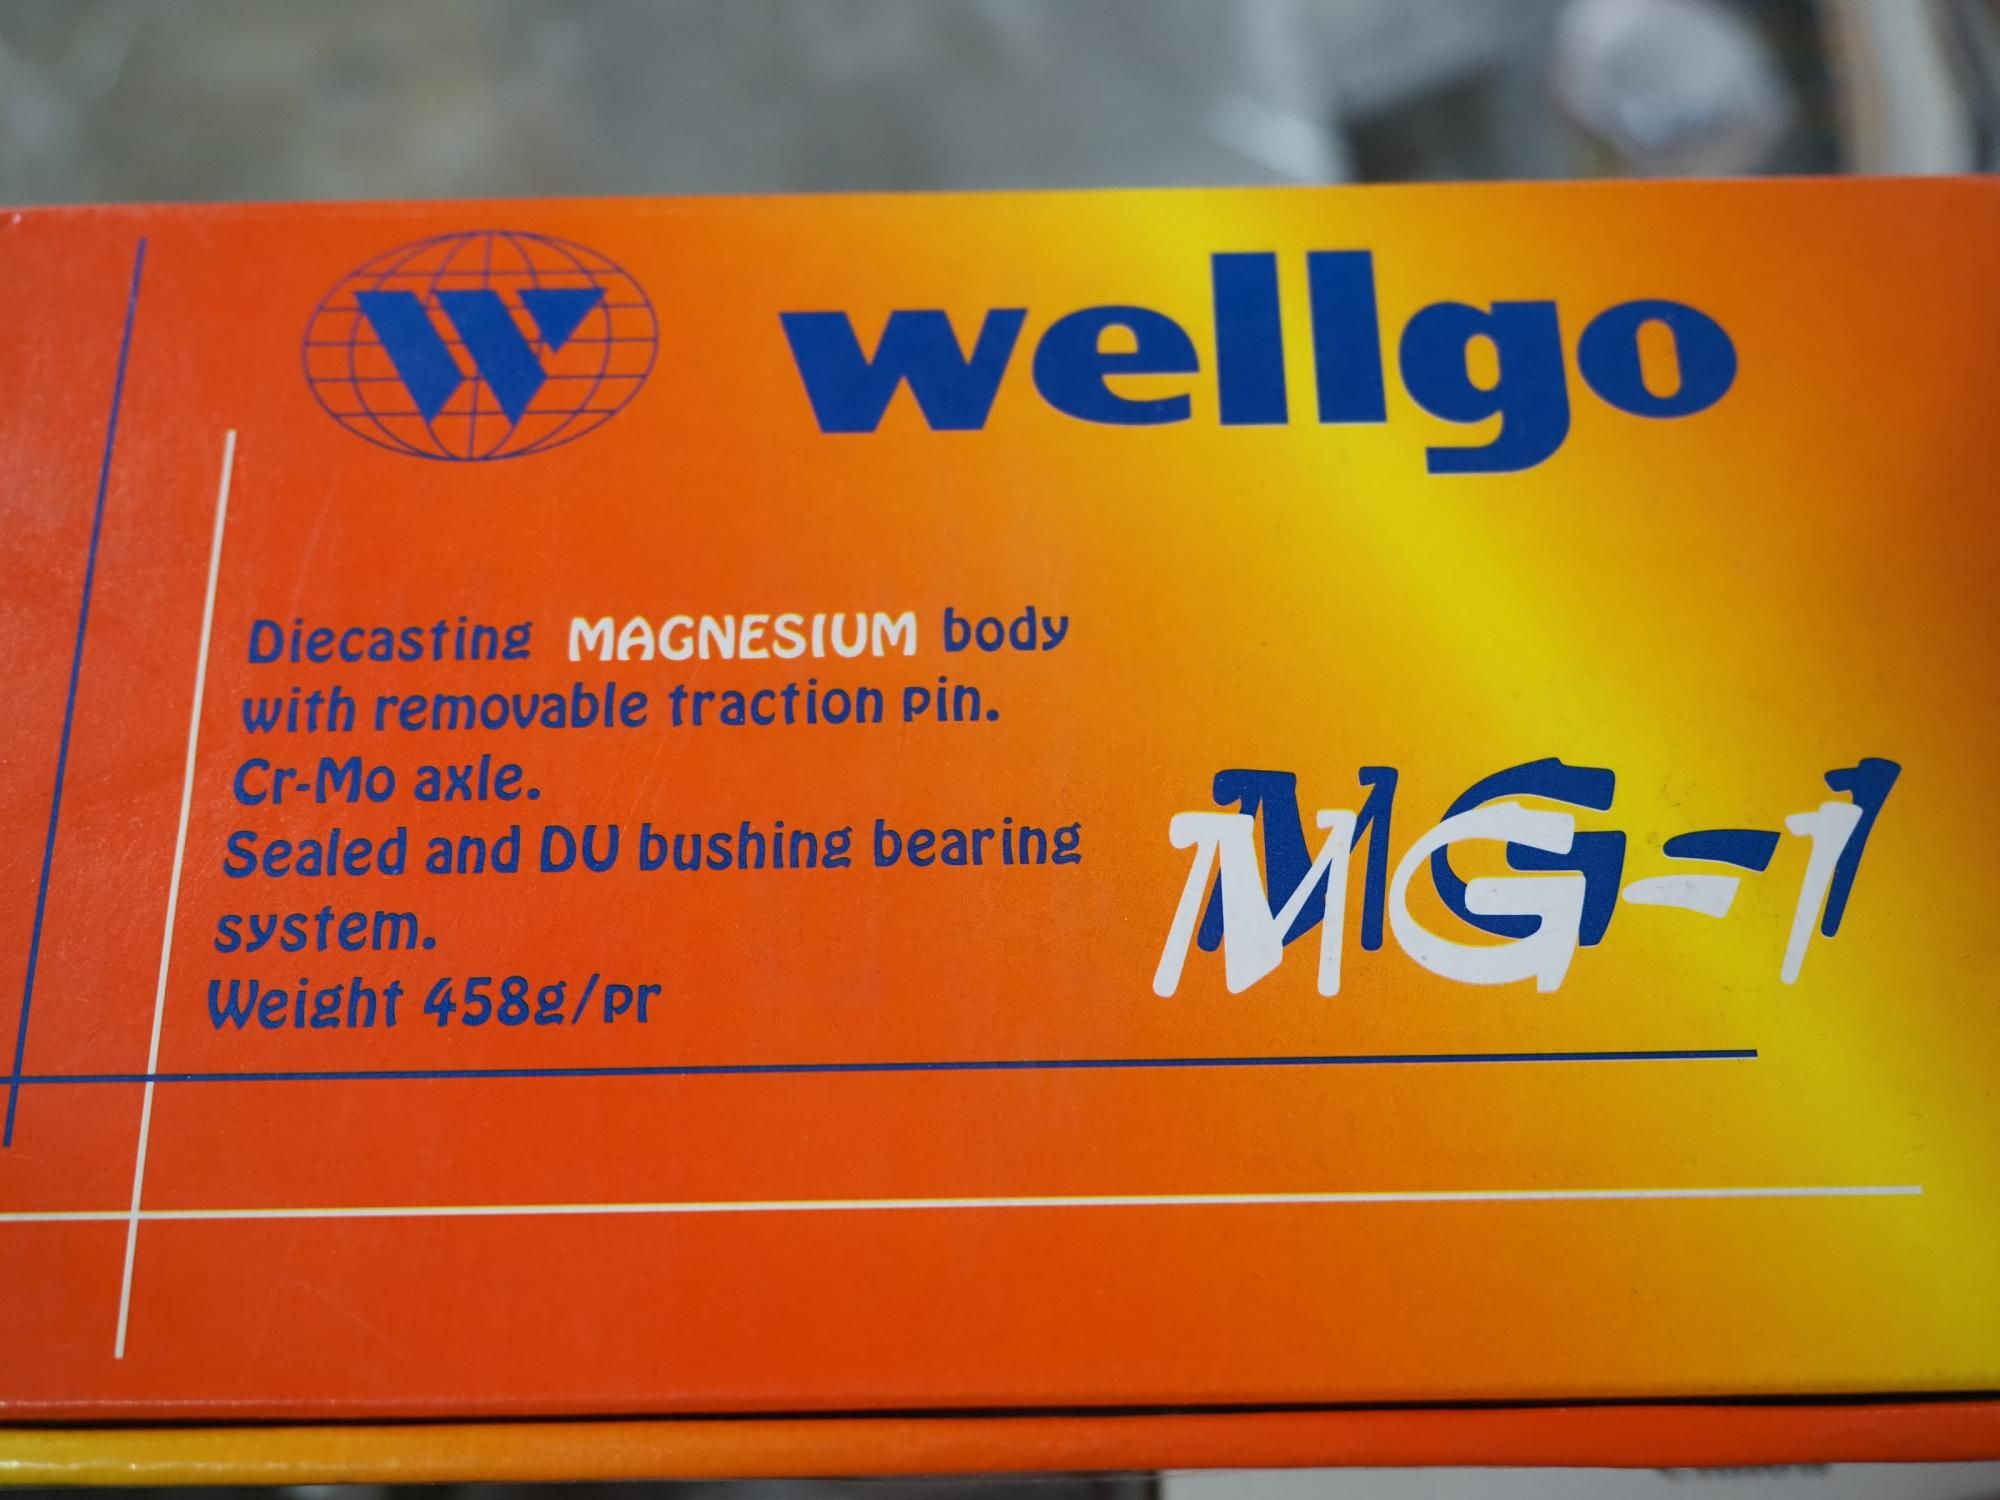 W wellgo
Diecasting MAGNESIUM body
with removable traction pin.
Cr-Mo axle.
Sealed and DU bushing bearing
system.
Weight 458g/pr
MG-1